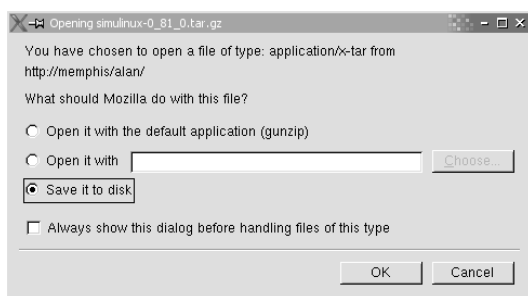 Opening simulinux-0_81_0.tar.gz
You have chosen to open a file of type: application/x-tar from
http://memphis/alan/
What should Mozilla do with this file?
Open it with the default application (gunzip)
Open it with
Choose...
Save it to disk
Always show this dialog before handling files of this type
OK
Cancel